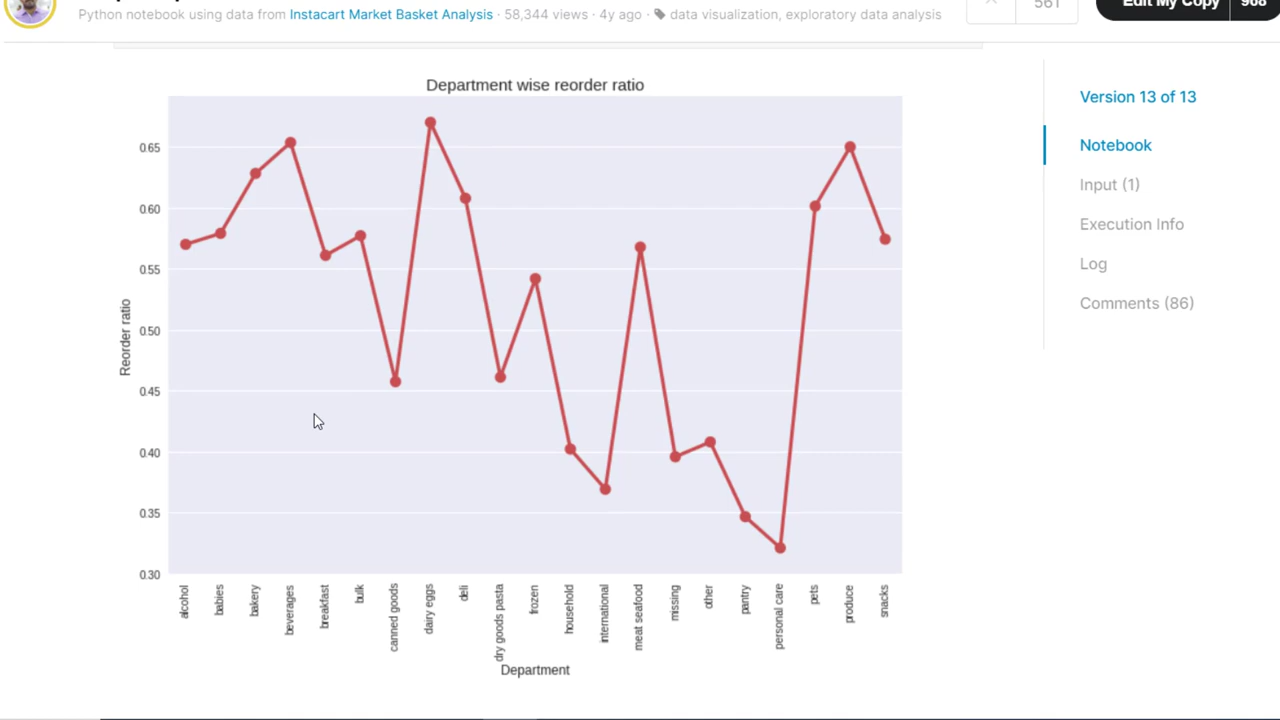 Python notebook using data from Instacart Market Basket Analysis · 58,344 views · 4y ago · data visualization, exploratory data analysis
561
Edit My Copy
968
Version 13 of 13
Notebook
Input (1)
Execution Info
Log
Comments (86)
Department wise reorder ratio
Reorder ratio
0.65
0.60
0.55
0.50
0.45
0.40
0.35
0.30
alcohol
babies
bakery
beverages
breakfast
bulk
canned goods
dairy eggs
deli
dry goods pasta
frozen
household
international
meat seafood
missing
other
pantry
personal care
pets
produce
snacks
Department